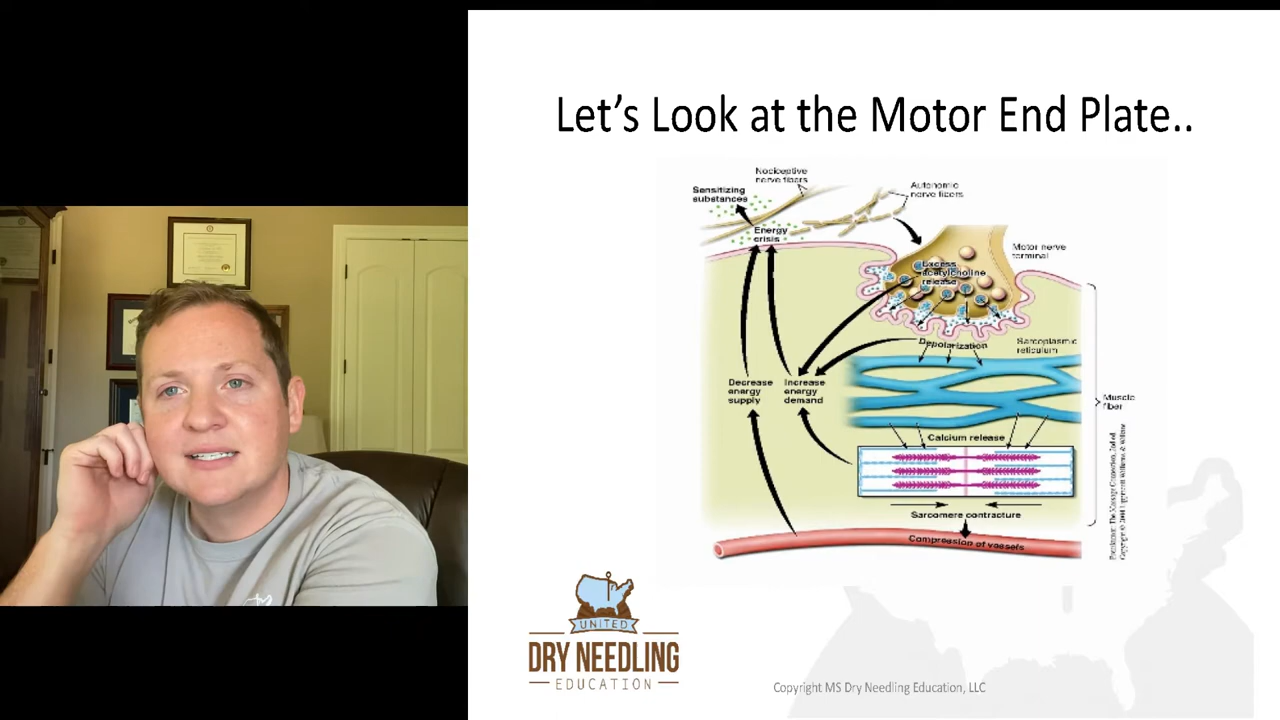 Let's Look at the Motor End Plate..
Nociceptive
nerve fibers
Sensitizing
substances
Autonomic
nerve fibers
Energy
crisis
Motor nerve
terminal
Excess
acetylcholine
release
Depolarization
Sarcoplasmic
reticulum
Decrease
energy
supply
Increase
energy
demand
Muscle
fiber
Calcium release
Sarcomere contracture
Compression of vessels
UNITED
DRY NEEDLING
EDUCATION
Copyright MS Dry Needling Education, LLC